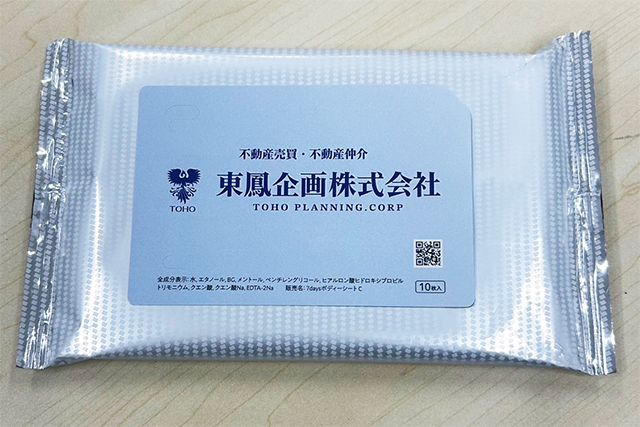 不動産売買・不動産仲介
東鳳企画株式会社
TOHO
TOHO PLANNING.CORP
全成分表示: 水, エタノール, BG, メントール, ペンチレングリコール, ヒアルロン酸ヒドロキシプロピル
トリモニウム, クエン酸, クエン酸Na, EDTA-2Na 販売名: 7daysボディーシートC
10枚入